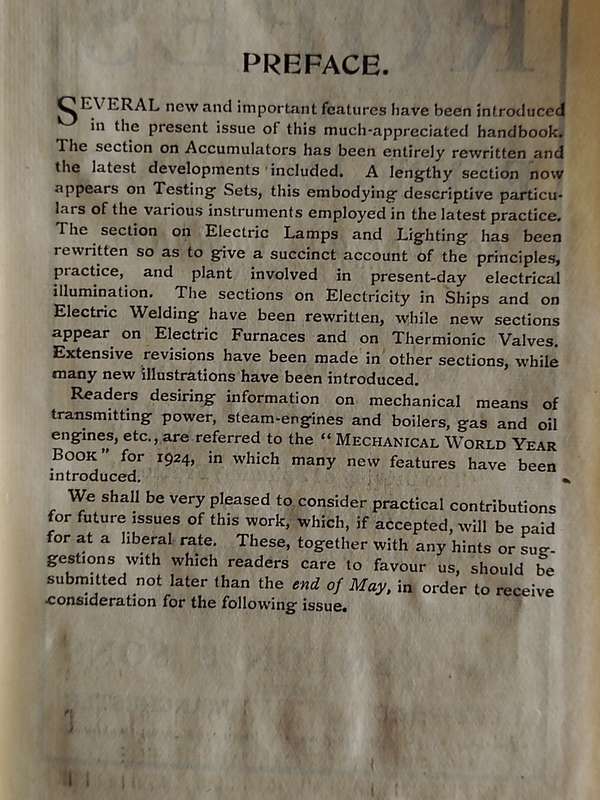 PREFACE.
SEVERAL new and important features have been introduced
in the present issue of this much-appreciated handbook.
The section on Accumulators has been entirely rewritten and
the latest developments included. A lengthy section now
appears on Testing Sets, this embodying descriptive particu-
lars of the various instruments employed in the latest practice.
The section on Electric Lamps and Lighting has been
rewritten so as to give a succinct account of the principles,
practice, and plant involved in present-day electrical
illumination. The sections on Electricity in Ships and on
Electric Welding have been rewritten, while new sections
appear on Electric Furnaces and on Thermionic Valves.
Extensive revisions have been made in other sections, while
many new illustrations have been introduced.
Readers desiring information on mechanical means of
transmitting power, steam-engines and boilers, gas and oil
engines, etc., are referred to the "MECHANICAL WORLD YEAR
BOOK" for 1924, in which many new features have been
introduced.
We shall be very pleased to consider practical contributions
for future issues of this work, which, if accepted, will be paid
for at a liberal rate. These, together with any hints or sug-
gestions with which readers care to favour us, should be
submitted not later than the end of May, in order to receive
consideration for the following issue.